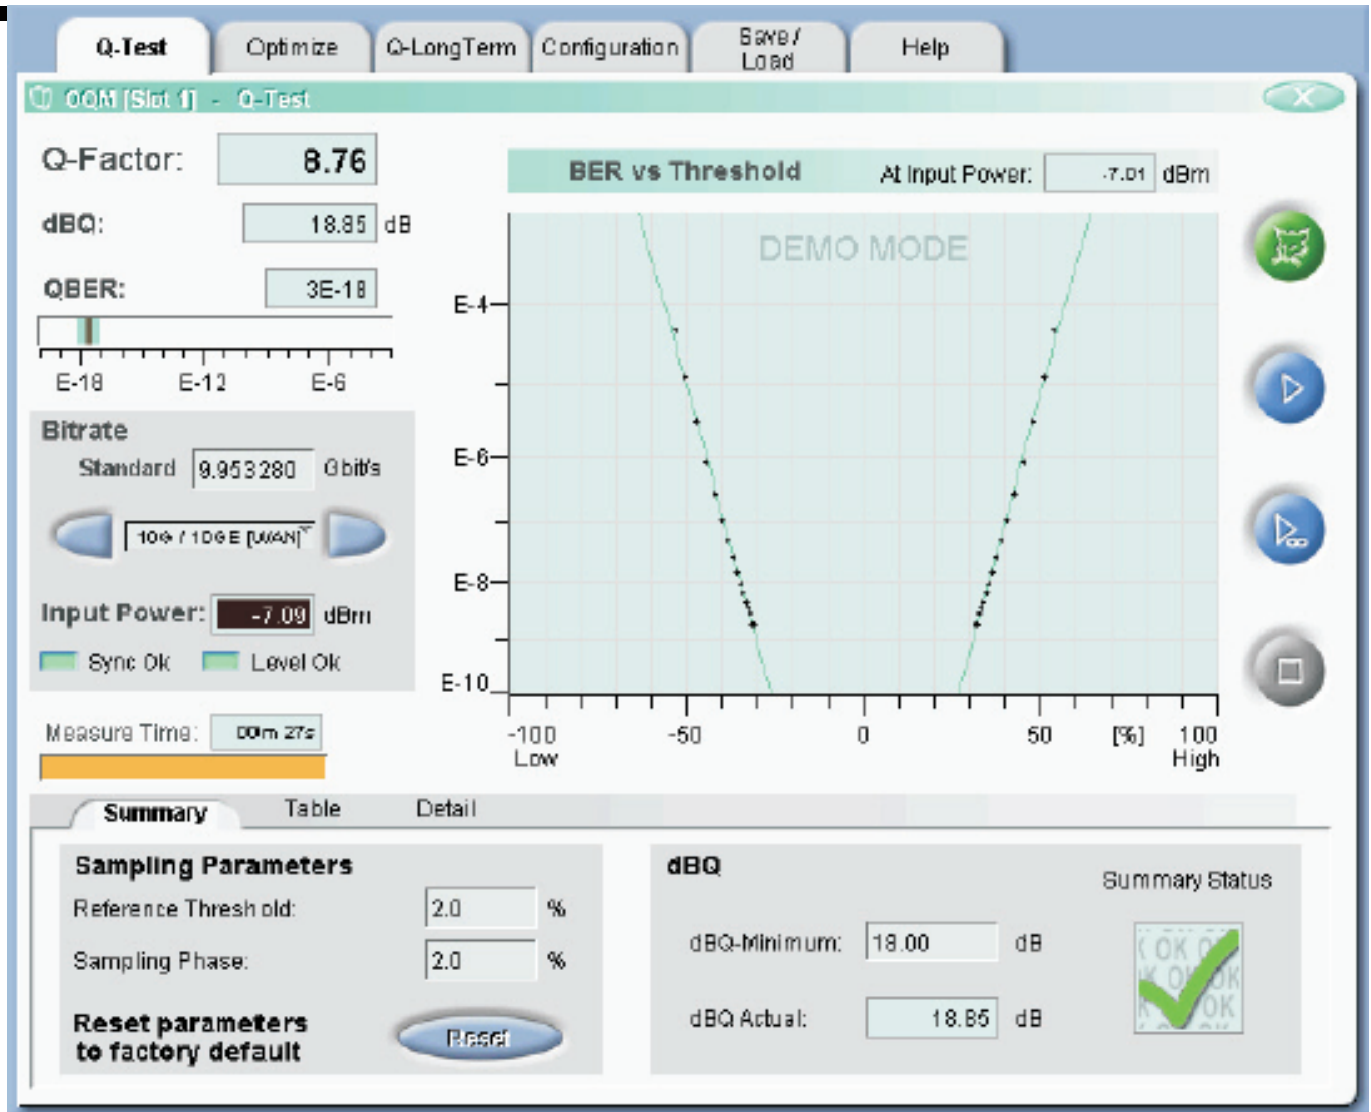 Q-Test Optimize Q-LongTerm Configuration Save / Load Help
OQM [Slot 1] - Q-Test
Q-Factor: 8.76
dBQ: 18.85 dB
QBER: 3E-18
E-18 E-12 E-6
Bitrate
Standard 9.953280 Gbit/s
10G / 10GE [WAN]
Input Power: -7.09 dBm
Sync Ok Level Ok
Measure Time: 00m 27s
BER vs Threshold At Input Power: -7.01 dBm
DEMO MODE
E-4
E-6
E-8
E-10
-100 -50 0 50 [%] 100
Low High
Summary Table Detail
Sampling Parameters
Reference Threshold: 2.0 %
Sampling Phase: 2.0 %
Reset parameters
to factory default
Reset
dBQ
Summary Status
dBQ-Minimum: 18.00 dB
dBQ Actual: 18.85 dB
OK